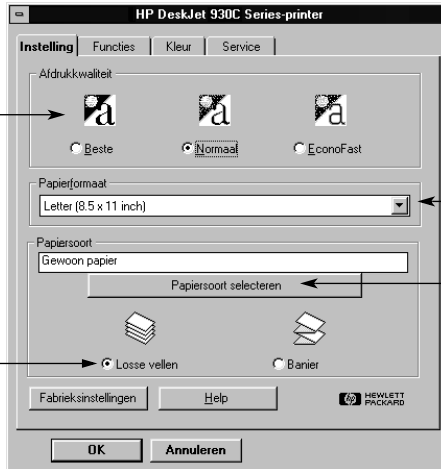 HP DeskJet 930C Series-printer
Instelling Functies Kleur Service
Afdrukkwaliteit
a a a
Beste Normaal EconoFast
Papierformaat
Letter (8.5 x 11 inch)
Papiersoort
Gewoon papier
Papiersoort selecteren
Losse vellen Banier
Fabrieksinstellingen Help hp HEWLETT
PACKARD
OK Annuleren